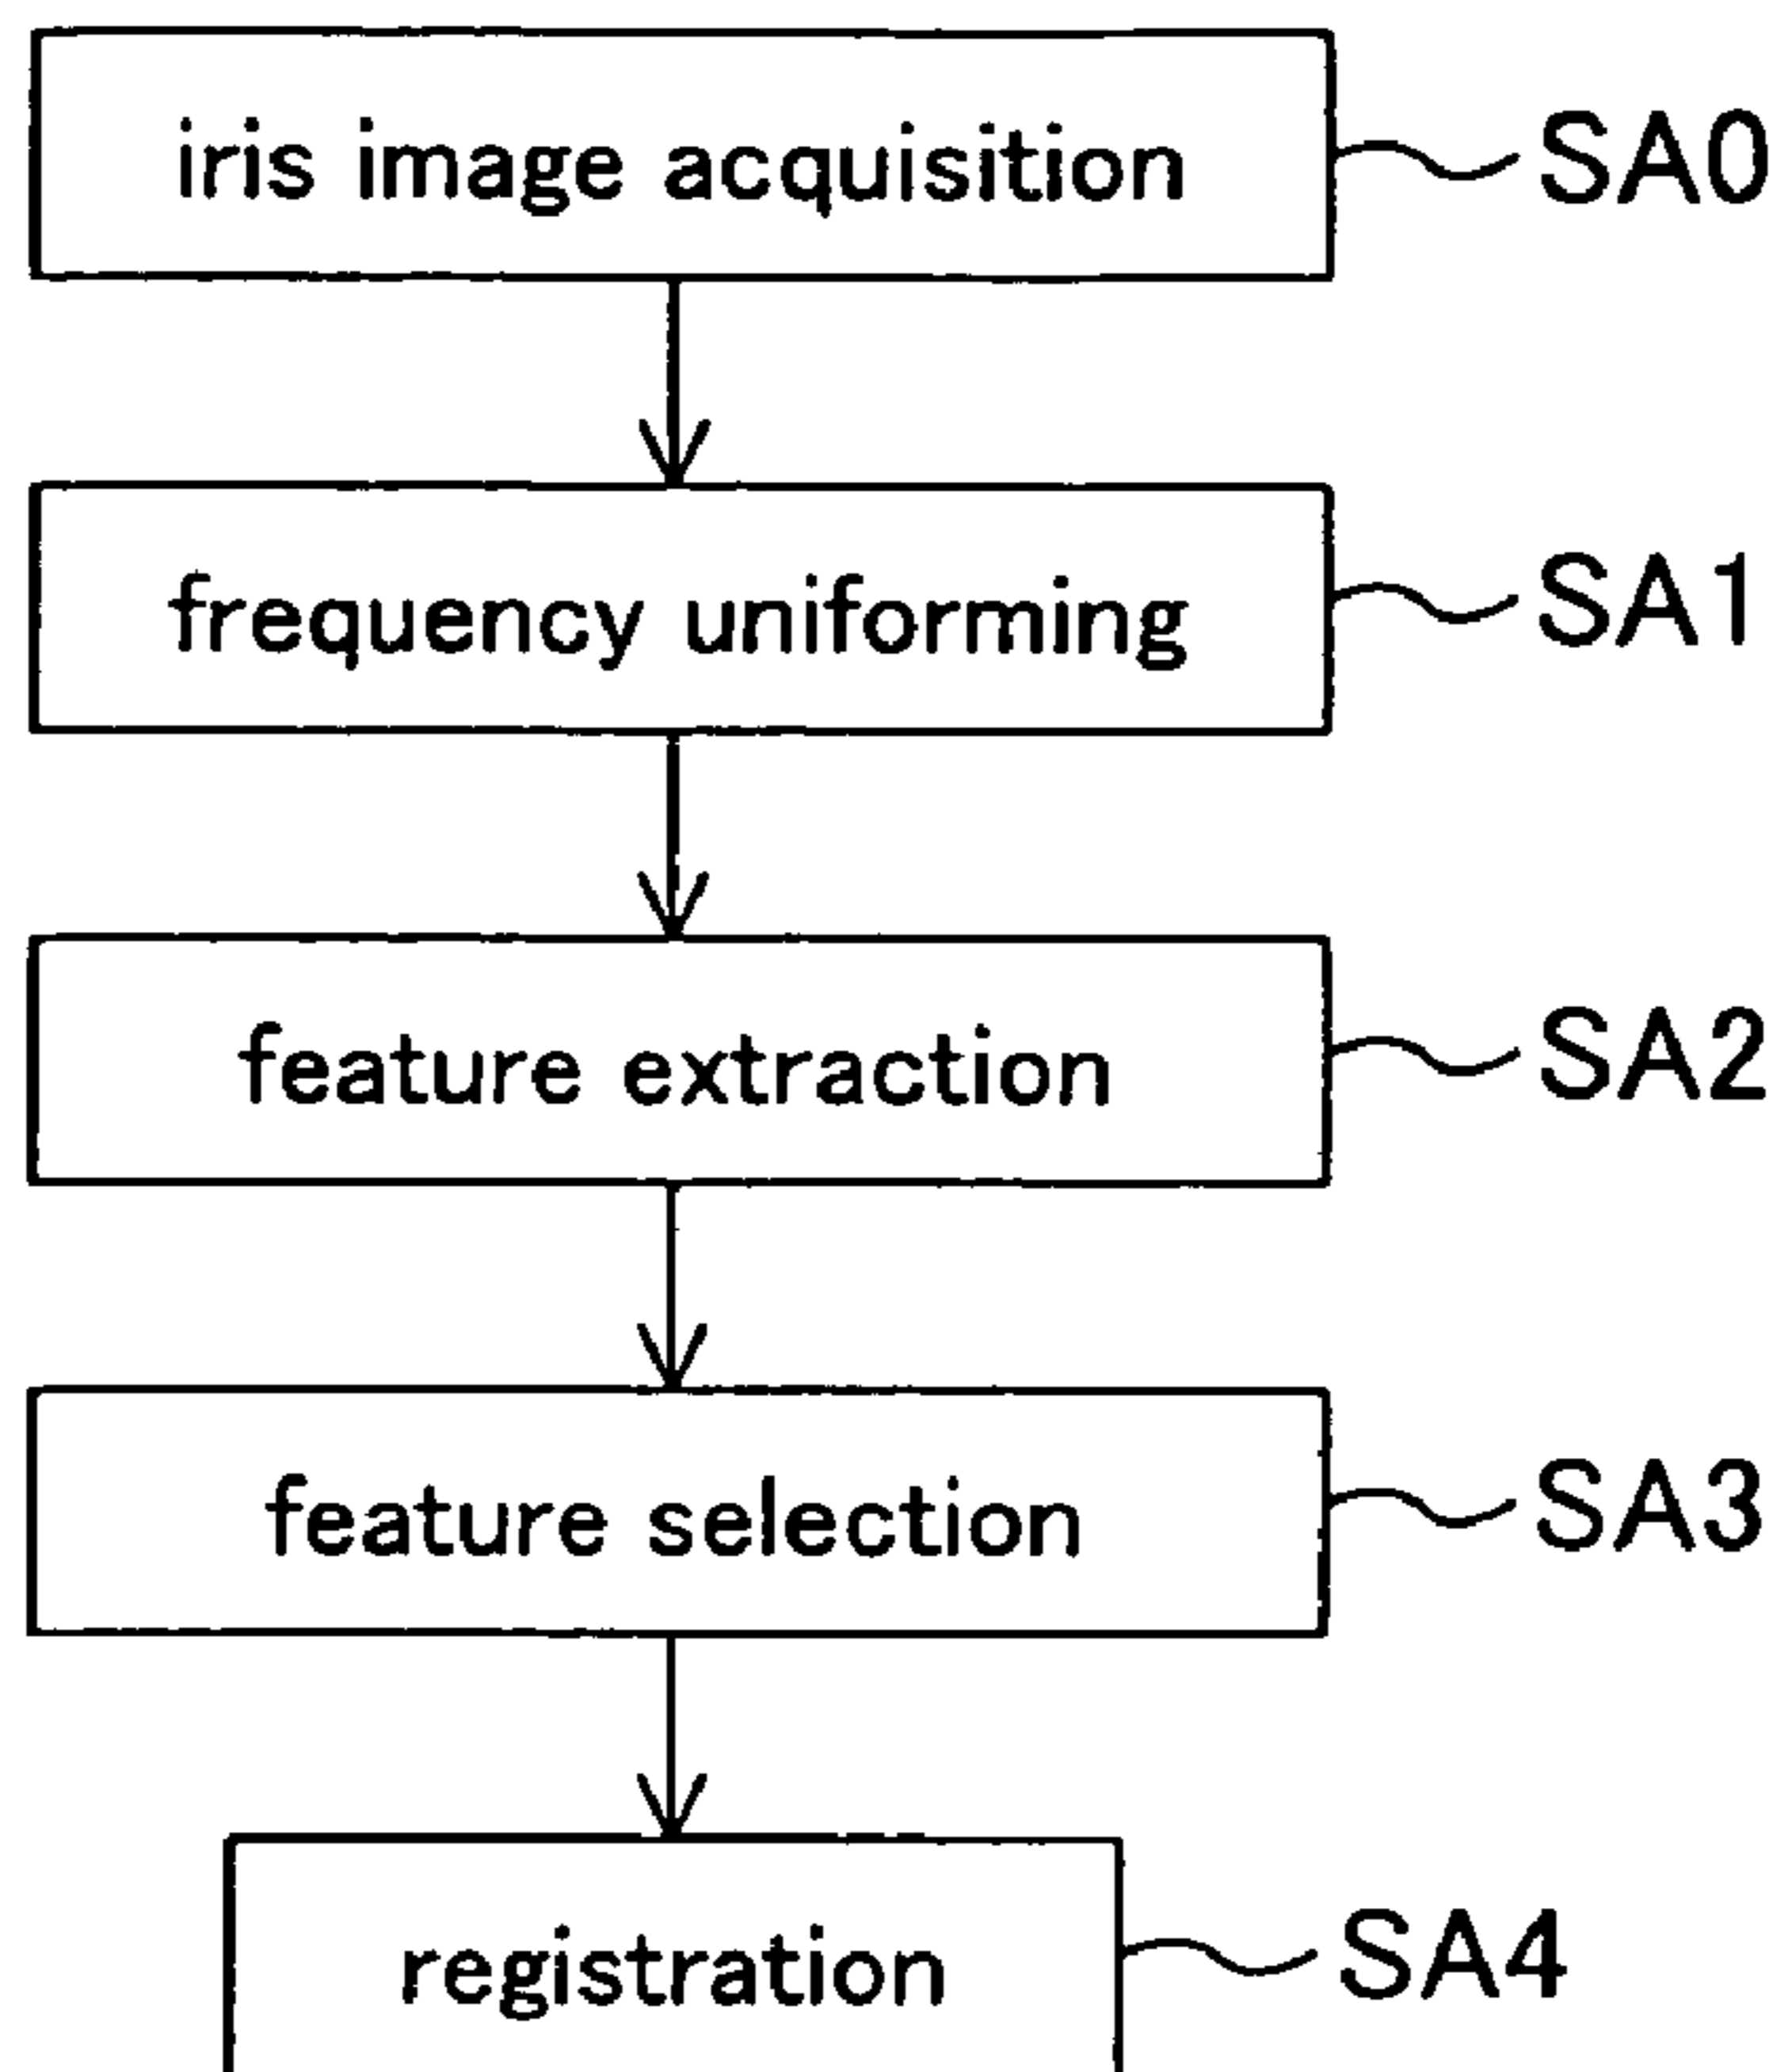 iris image acquisition SA0
frequency uniforming SA1
feature extraction SA2
feature selection SA3
registration SA4